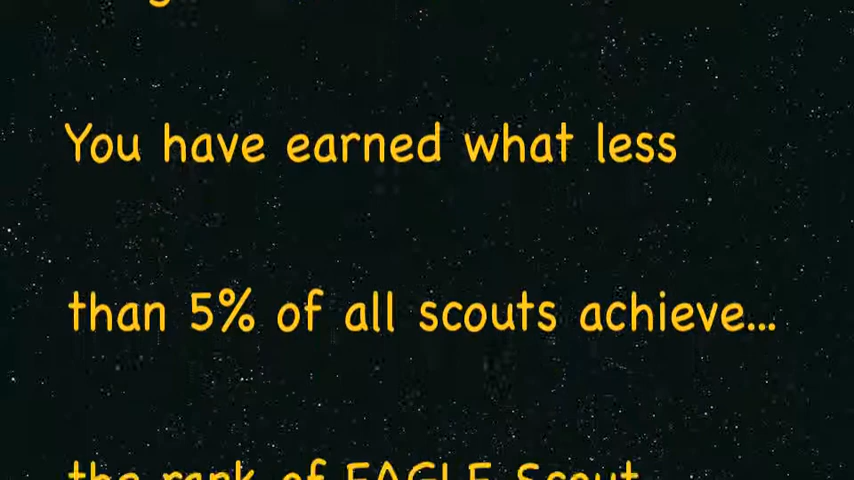 You have earned what less
than 5% of all scouts achieve...
the rank of EAGLE Scout